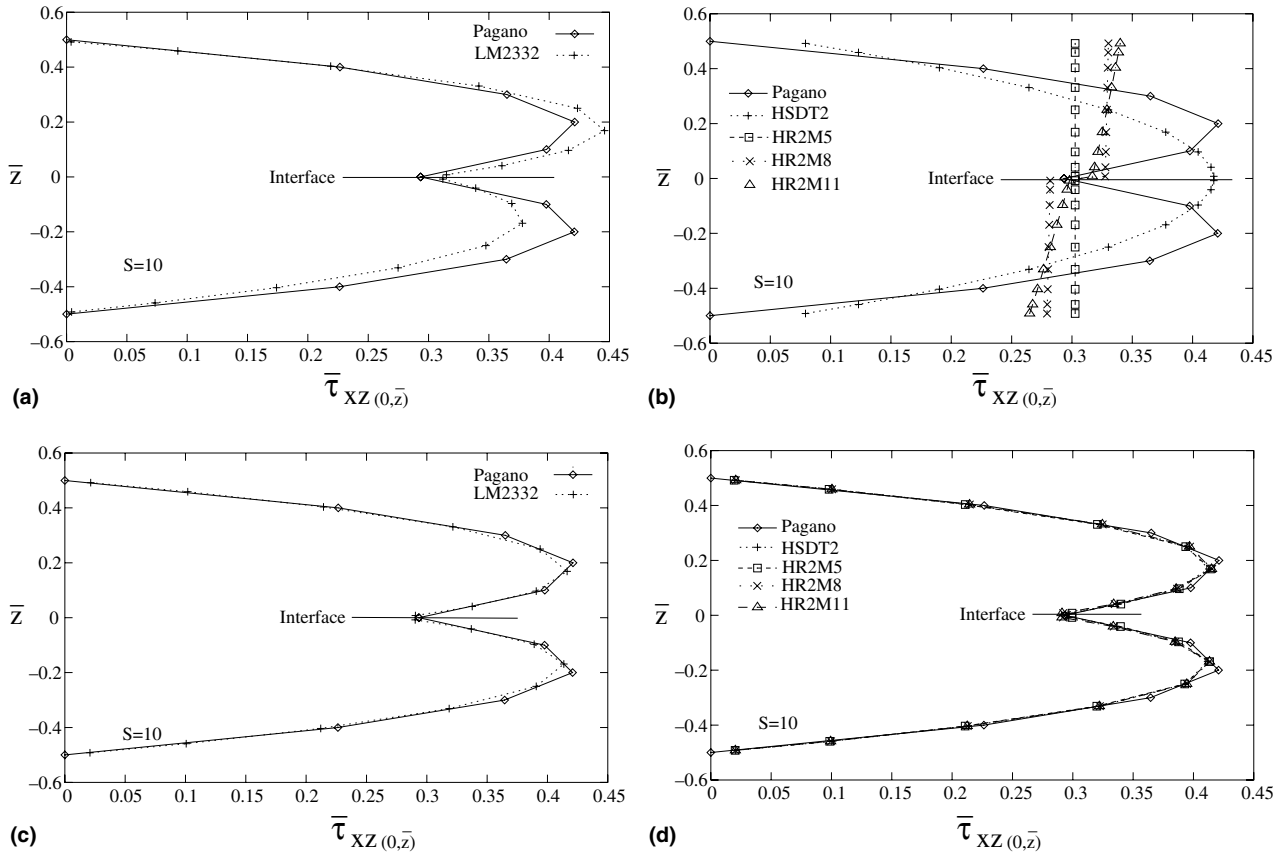 0.6
0.4
0.2
0
–0.2
–0.4
–0.6
z̄
Pagano
LM2332
Interface
S=10
0 0.05 0.1 0.15 0.2 0.25 0.3 0.35 0.4 0.45
τ̄ XZ (0,z̄)
(a)
0.6
0.4
0.2
0
–0.2
–0.4
–0.6
z̄
Pagano
HSDT2
HR2M5
HR2M8
HR2M11
Interface
S=10
0 0.05 0.1 0.15 0.2 0.25 0.3 0.35 0.4 0.45
τ̄ XZ (0,z̄)
(b)
0.6
0.4
0.2
0
–0.2
–0.4
–0.6
z̄
Pagano
LM2332
Interface
S=10
0 0.05 0.1 0.15 0.2 0.25 0.3 0.35 0.4 0.45
τ̄ XZ (0,z̄)
(c)
0.6
0.4
0.2
0
–0.2
–0.4
–0.6
z̄
Pagano
HSDT2
HR2M5
HR2M8
HR2M11
Interface
S=10
0 0.05 0.1 0.15 0.2 0.25 0.3 0.35 0.4 0.45
τ̄ XZ (0,z̄)
(d)